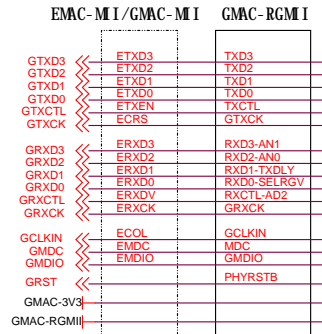 EMAC-MII/GMAC-MII GMAC-RGMII
GTXD3 ETXD3 TXD3
GTXD2 ETXD2 TXD2
GTXD1 ETXD1 TXD1
GTXD0 ETXD0 TXD0
GTXCTL ETXEN TXCTL
GTXCK ECRS GTXCK
GRXD3 ERXD3 RXD3-AN1
GRXD2 ERXD2 RXD2-AN0
GRXD1 ERXD1 RXD1-TXDLY
GRXD0 ERXD0 RXD0-SELRGV
GRXCTL ERXDV RXCTL-AD2
GRXCK ERXCK GRXCK
GCLKIN ECOL GCLKIN
GMDC EMDC MDC
GMDIO EMDIO GMDIO
GRST PHYRSTB
GMAC-3V3
GMAC-RGMII